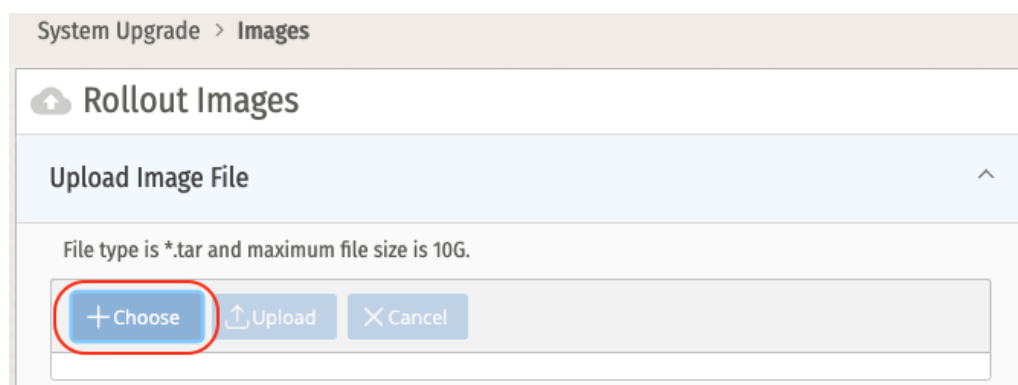 System Upgrade > Images
Rollout Images
Upload Image File
File type is *.tar and maximum file size is 10G.
Choose Upload Cancel